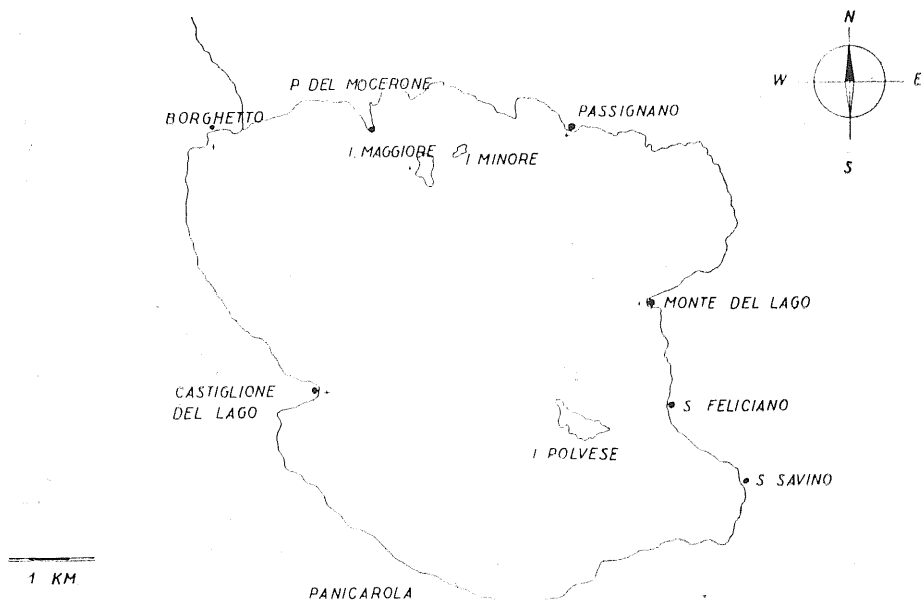 N
W E
S
P DEL MOCERONE
BORGHETTO
PASSIGNANO
I. MAGGIORE
I MINORE
MONTE DEL LAGO
CASTIGLIONE
DEL LAGO
S FELICIANO
I POLVESE
S SAVINO
1 KM
PANICAROLA